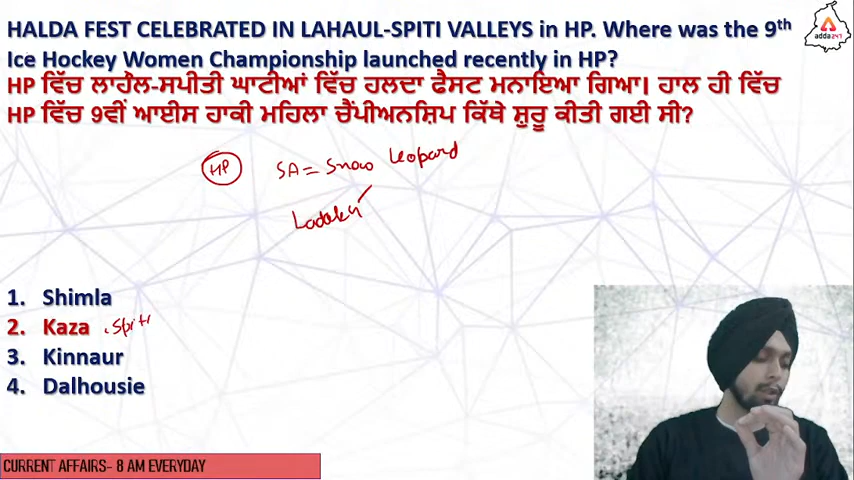 HALDA FEST CELEBRATED IN LAHAUL-SPITI VALLEYS in HP. Where was the 9th
Ice Hockey Women Championship launched recently in HP?
HP ਵਿੱਚ ਲਾਹੌਲ-ਸਪੀਤੀ ਘਾਟੀਆਂ ਵਿੱਚ ਹਲਦਾ ਫੈਸਟ ਮਨਾਇਆ ਗਿਆ। ਹਾਲ ਹੀ ਵਿੱਚ
HP ਵਿੱਚ 9ਵੀਂ ਆਈਸ ਹਾਕੀ ਮਹਿਲਾ ਚੈਂਪੀਅਨਸ਼ਿਪ ਕਿੱਥੇ ਸ਼ੁਰੂ ਕੀਤੀ ਗਈ ਸੀ?
adda247
HP SA = Snow Leopard
Ladakh
1. Shimla
2. Kaza . Spiti
3. Kinnaur
4. Dalhousie
CURRENT AFFAIRS- 8 AM EVERYDAY